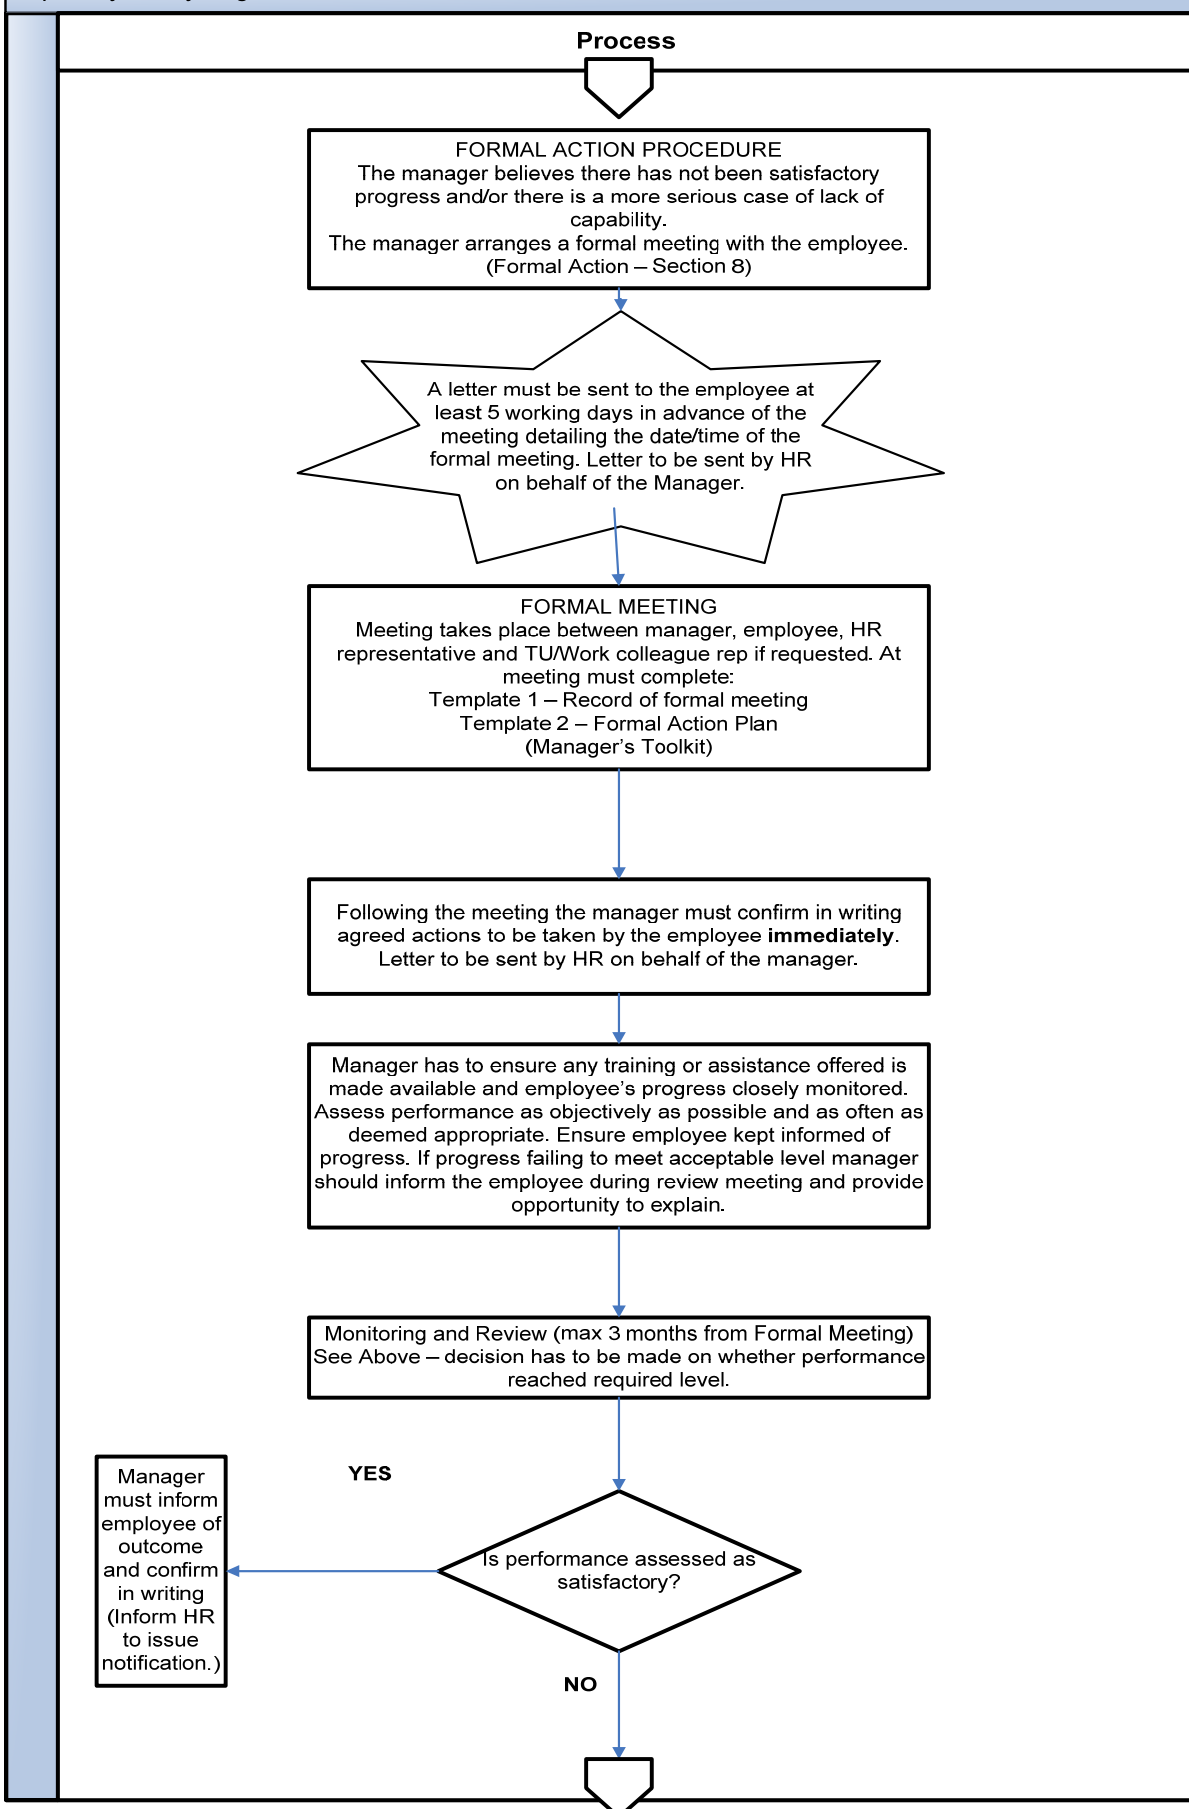 Process
FORMAL ACTION PROCEDURE
The manager believes there has not been satisfactory
progress and/or there is a more serious case of lack of
capability.
The manager arranges a formal meeting with the employee.
(Formal Action – Section 8)
A letter must be sent to the employee at
least 5 working days in advance of the
meeting detailing the date/time of the
formal meeting. Letter to be sent by HR
on behalf of the Manager.
FORMAL MEETING
Meeting takes place between manager, employee, HR
representative and TU/Work colleague rep if requested. At
meeting must complete:
Template 1 – Record of formal meeting
Template 2 – Formal Action Plan
(Manager’s Toolkit)
Following the meeting the manager must confirm in writing
agreed actions to be taken by the employee immediately.
Letter to be sent by HR on behalf of the manager.
Manager has to ensure any training or assistance offered is
made available and employee’s progress closely monitored.
Assess performance as objectively as possible and as often as
deemed appropriate. Ensure employee kept informed of
progress. If progress failing to meet acceptable level manager
should inform the employee during review meeting and provide
opportunity to explain.
Monitoring and Review (max 3 months from Formal Meeting)
See Above – decision has to be made on whether performance
reached required level.
YES
Manager
must inform
employee of
outcome
and confirm
in writing
(Inform HR
to issue
notification.)
Is performance assessed as
satisfactory?
NO